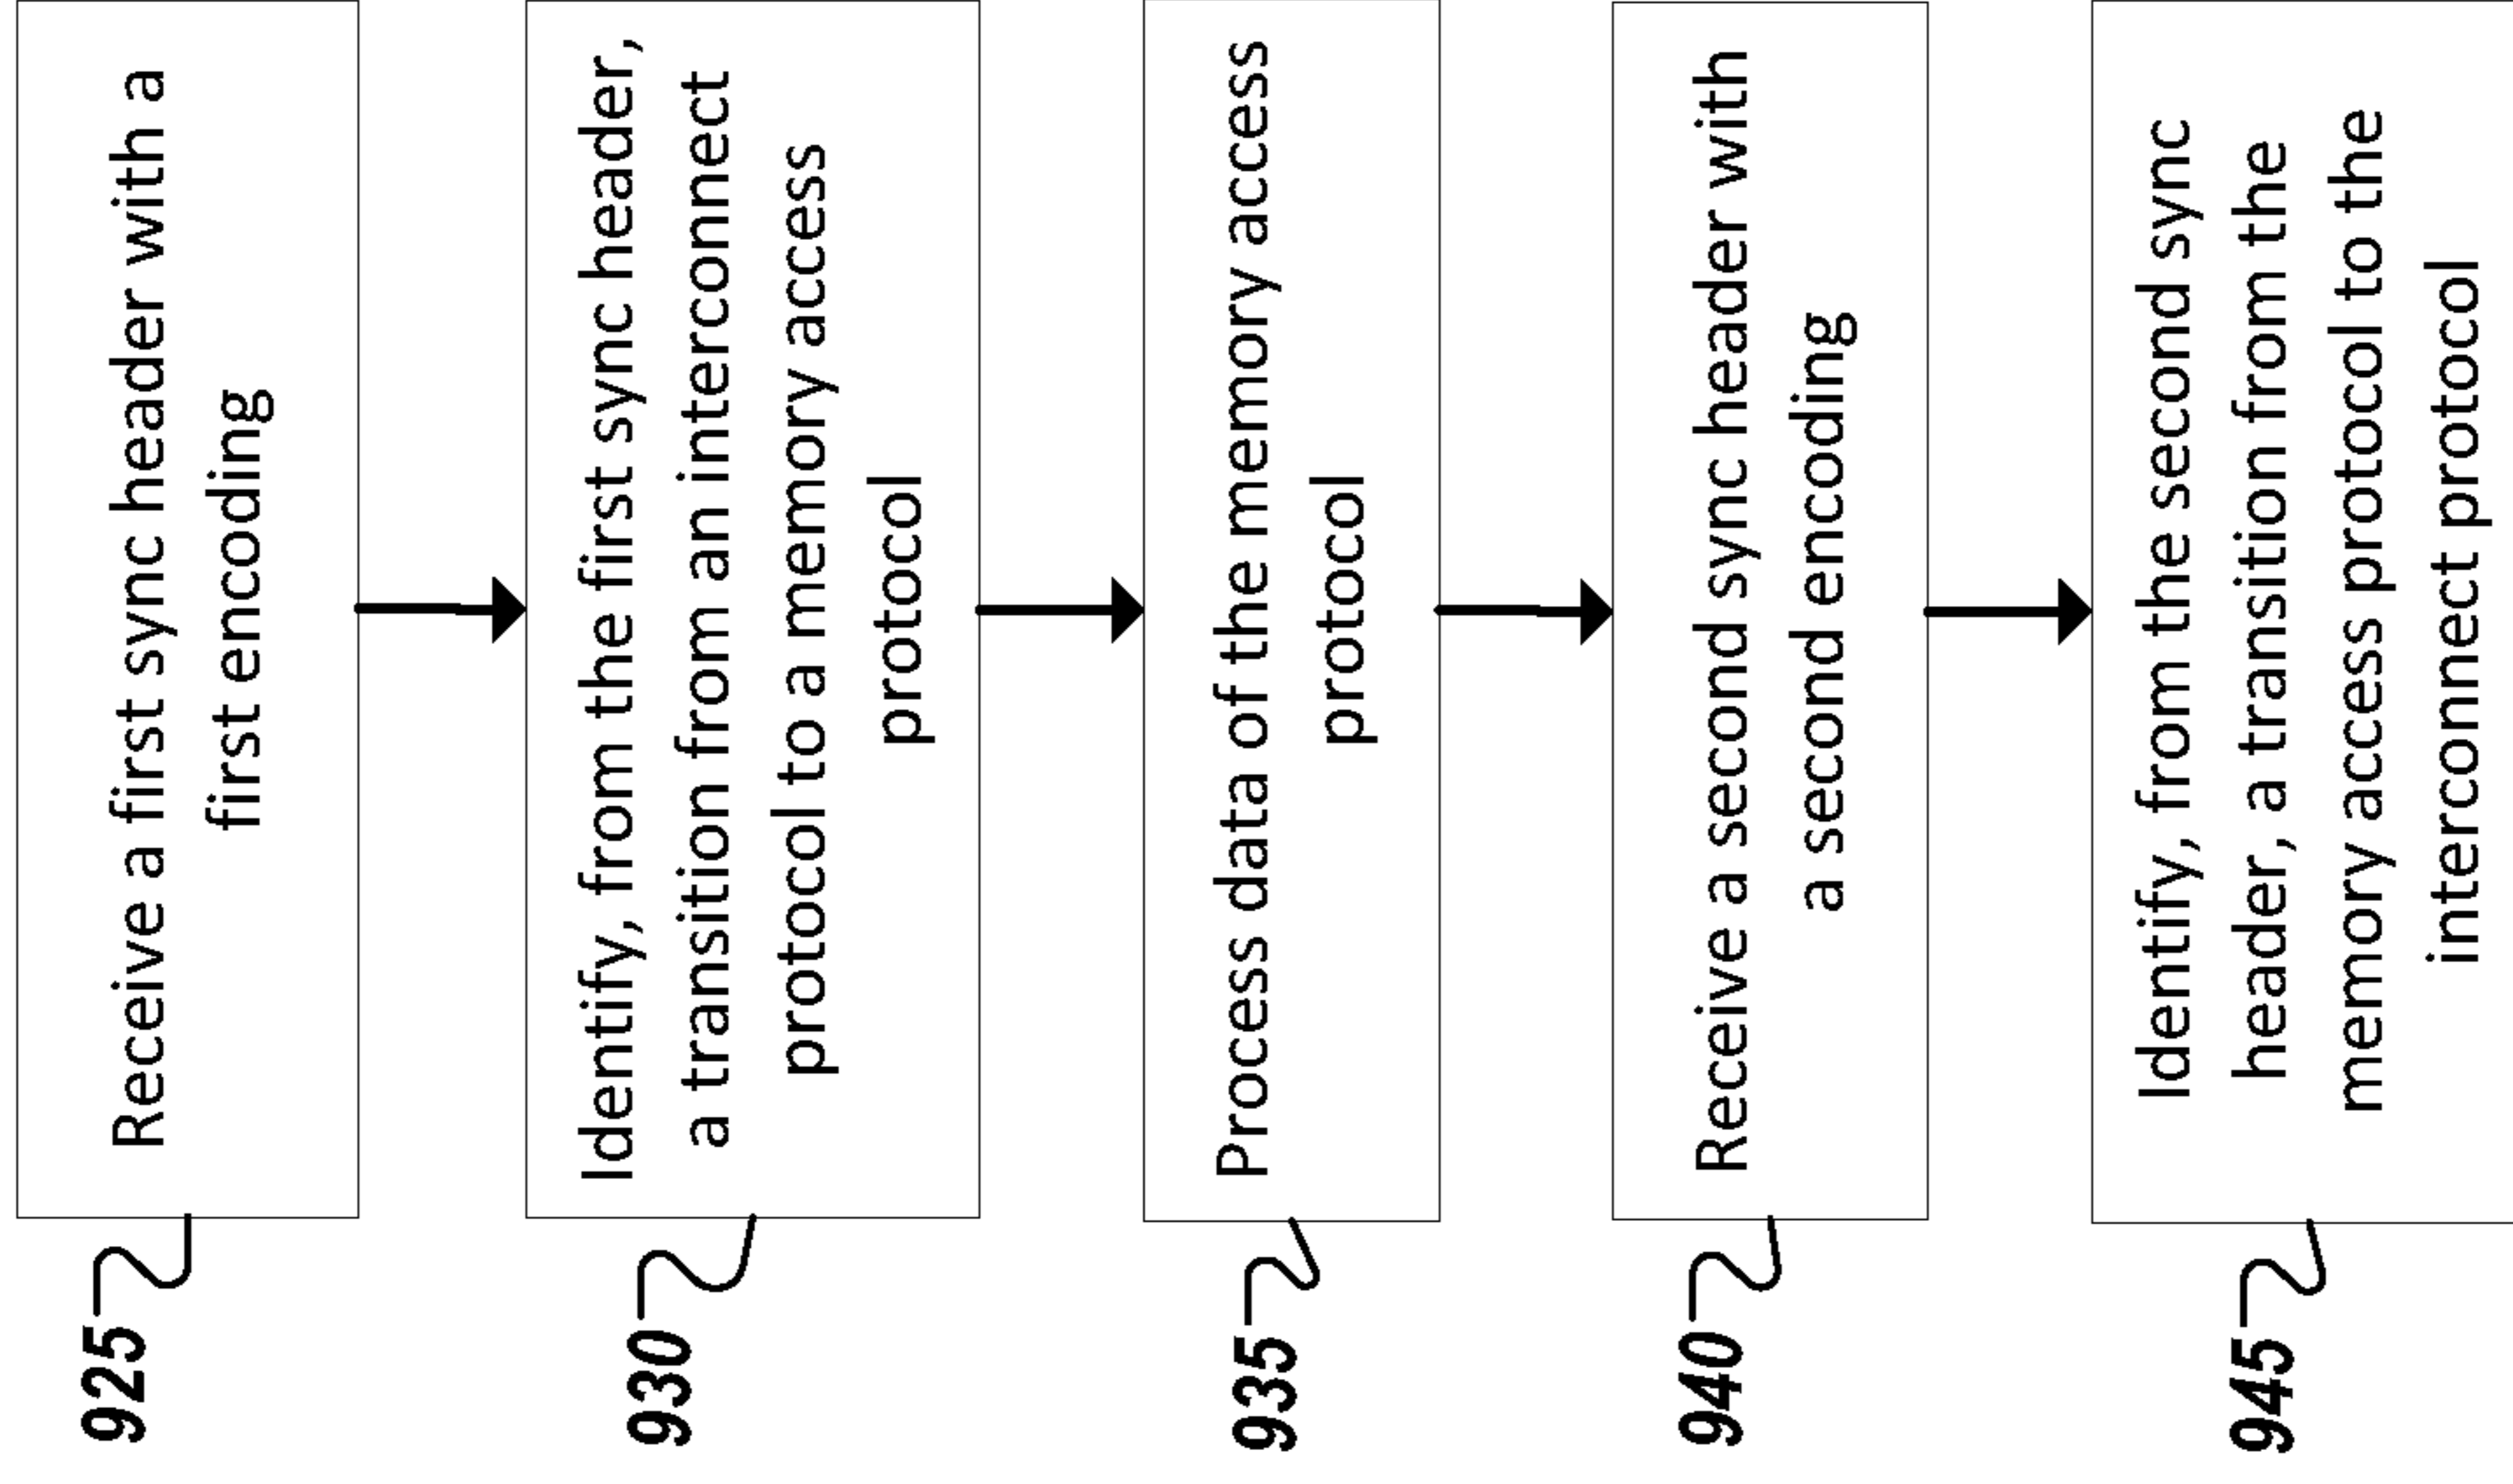 925
Receive a first sync header with a
first encoding
930
Identify, from the first sync header,
a transition from an interconnect
protocol to a memory access
protocol
935
Process data of the memory access
protocol
940
Receive a second sync header with
a second encoding
945
Identify, from the second sync
header, a transition from the
memory access protocol to the
interconnect protocol